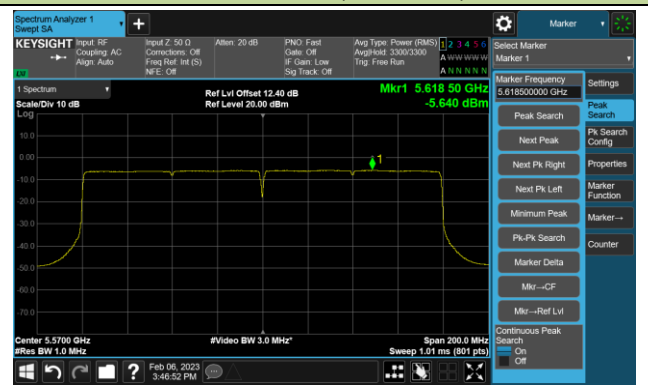 Spectrum Analyzer 1
Swept SA
Marker
KEYSIGHT
Input: RF
Coupling: AC
Align: Auto
Input Z: 50 Ω
Corrections: Off
Freq Ref: Int (S)
NFE: Off
Atten: 20 dB
PNO: Fast
Gate: Off
IF Gain: Low
Sig Track: Off
Avg Type: Power (RMS)
Avg|Hold: 3300/3300
Trig: Free Run
1 2 3 4 5 6
A W W W W W
A N N N N N
LXI
Select Marker
Marker 1
1 Spectrum
Scale/Div 10 dB
Ref Lvl Offset 12.40 dB
Ref Level 20.00 dBm
Mkr1 5.618 50 GHz
-5.640 dBm
Log
10.0
0.00
-10.0
-20.0
-30.0
-40.0
-50.0
-60.0
-70.0
1
Center 5.5700 GHz
#Res BW 1.0 MHz
#Video BW 3.0 MHz*
Span 200.0 MHz
Sweep 1.01 ms (801 pts)
Marker Frequency
5.618500000 GHz
Peak Search
Next Peak
Next Pk Right
Next Pk Left
Minimum Peak
Pk-Pk Search
Marker Delta
Mkr→CF
Mkr→Ref Lvl
Continuous Peak
Search
On
Off
Settings
Peak
Search
Pk Search
Config
Properties
Marker
Function
Marker→
Counter
?
Feb 06, 2023
3:46:52 PM